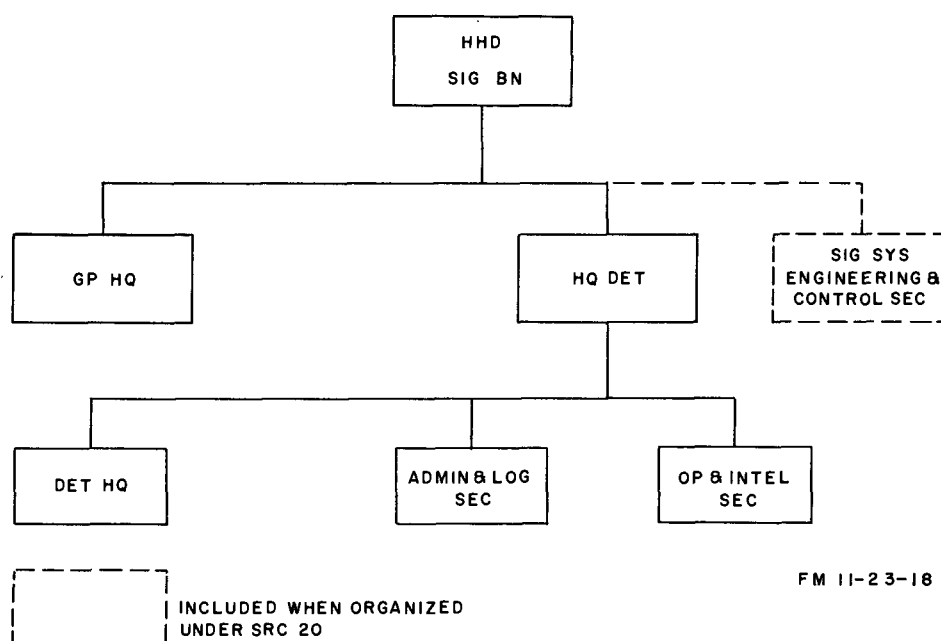 HHD
SIG BN
GP HQ
HQ DET
SIG SYS
ENGINEERING &
CONTROL SEC
DET HQ
ADMIN & LOG
SEC
OP & INTEL
SEC
FM 11-23-18
INCLUDED WHEN ORGANIZED
UNDER SRC 20